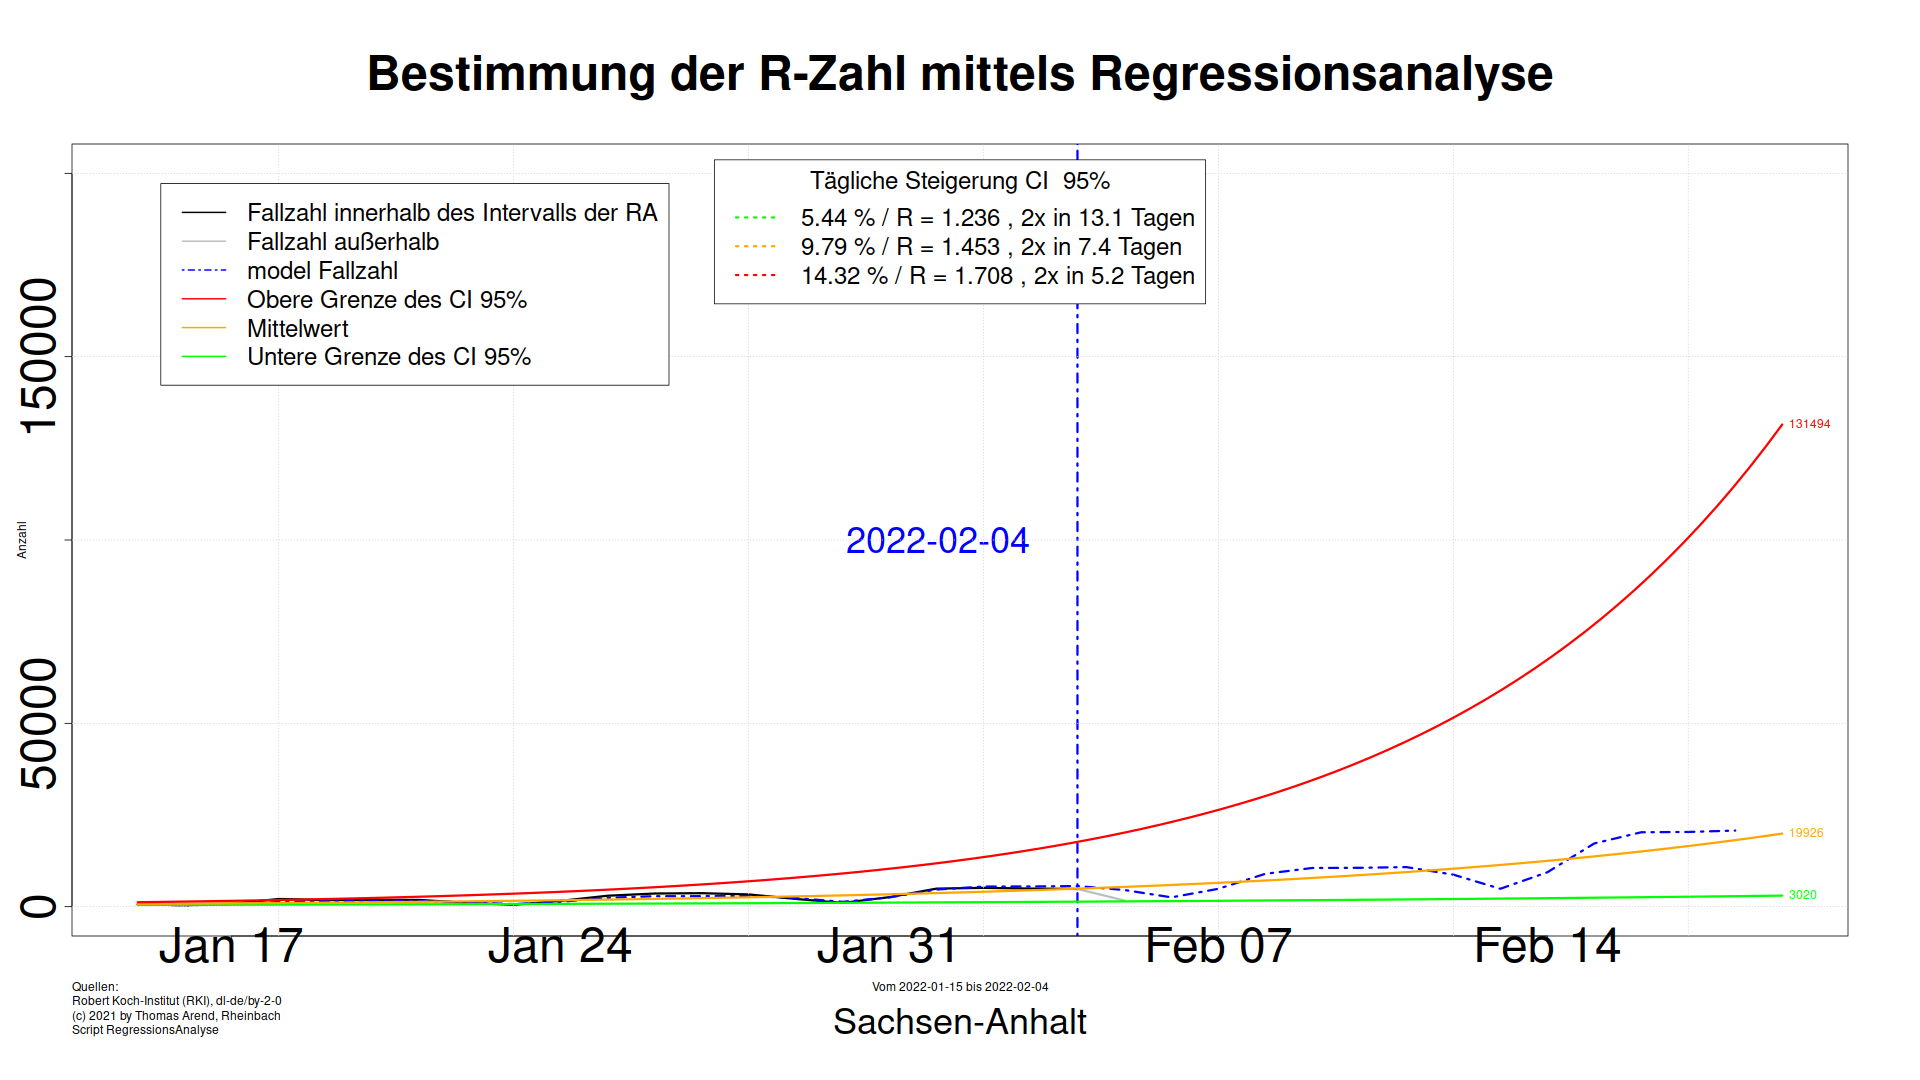 Bestimmung der R-Zahl mittels Regressionsanalyse
Fallzahl innerhalb des Intervalls der RA
Fallzahl außerhalb
model Fallzahl
Obere Grenze des CI 95%
Mittelwert
Untere Grenze des CI 95%
Tägliche Steigerung CI  95%
5.44 % / R = 1.236 , 2x in 13.1 Tagen
9.79 % / R = 1.453 , 2x in 7.4 Tagen
14.32 % / R = 1.708 , 2x in 5.2 Tagen
150000
50000
0
Anzahl
2022-02-04
131494
19926
3020
Jan 17
Jan 24
Jan 31
Feb 07
Feb 14
Quellen:
Robert Koch-Institut (RKI), dl-de/by-2-0
(c) 2021 by Thomas Arend, Rheinbach
Script RegressionsAnalyse
Vom 2022-01-15 bis 2022-02-04
Sachsen-Anhalt